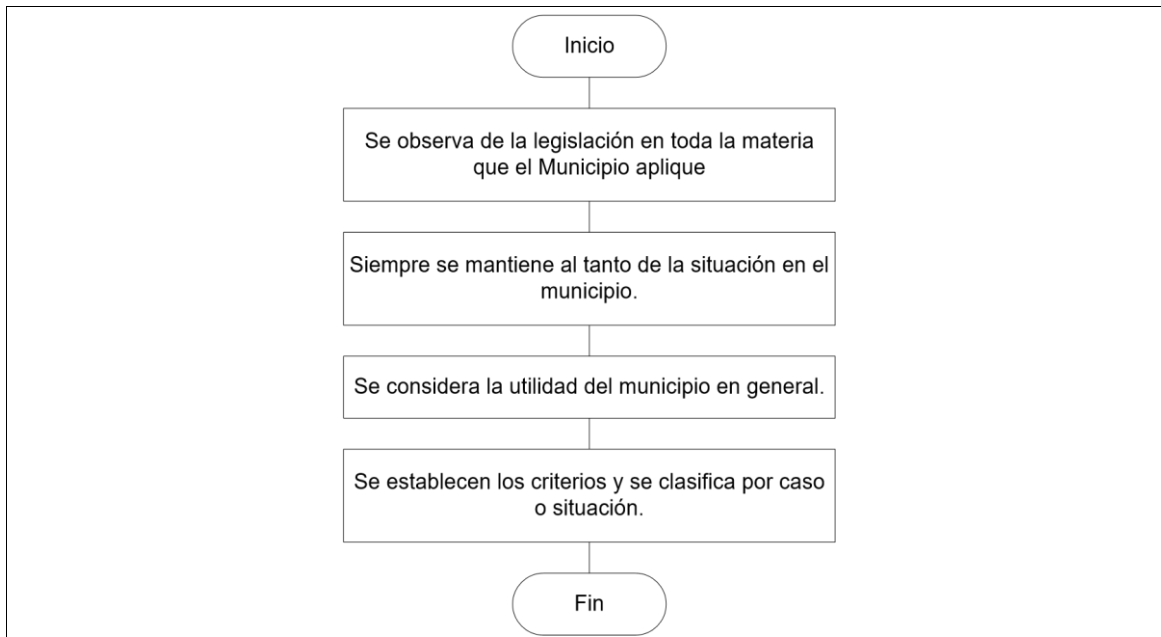 Inicio
Se observa de la legislación en toda la materia
que el Municipio aplique
Siempre se mantiene al tanto de la situación en el
municipio.
Se considera la utilidad del municipio en general.
Se establecen los criterios y se clasifica por caso
o situación.
Fin